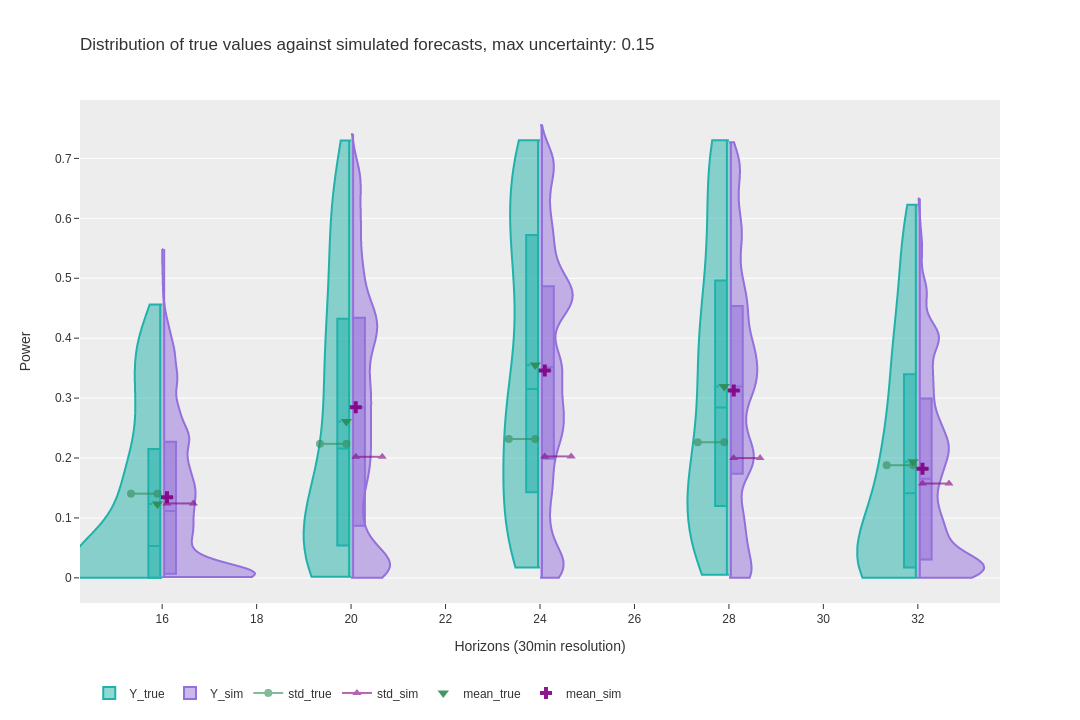 Distribution of true values against simulated forecasts, max uncertainty: 0.15
Power
0.7
0.6
0.5
0.4
0.3
0.2
0.1
0
16 18 20 22 24 26 28 30 32
Horizons (30min resolution)
Y_true Y_sim std_true std_sim mean_true mean_sim